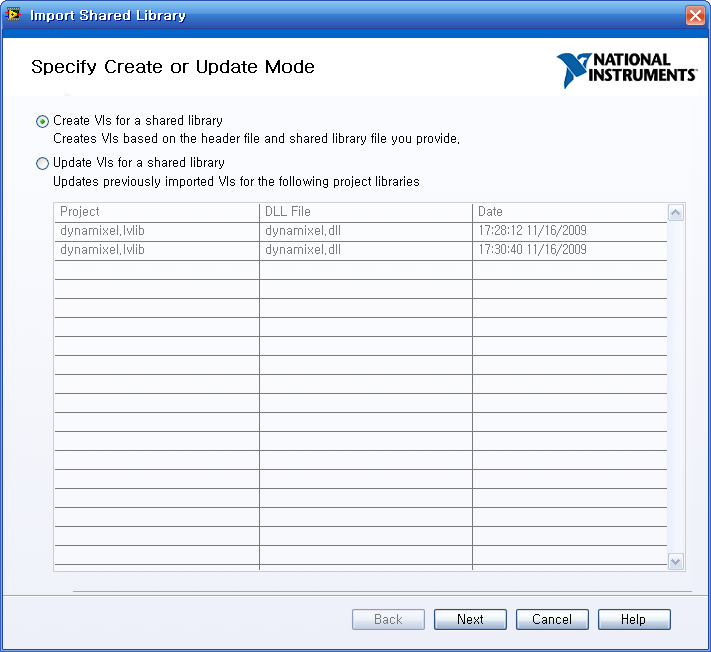 Import Shared Library
Specify Create or Update Mode
NATIONAL
INSTRUMENTS™
Create VIs for a shared library
Creates VIs based on the header file and shared library file you provide.
Update VIs for a shared library
Updates previously imported VIs for the following project libraries
Project DLL File Date
dynamixel.lvlib dynamixel.dll 17:28:12 11/16/2009
dynamixel.lvlib dynamixel.dll 17:30:40 11/16/2009
Back Next Cancel Help